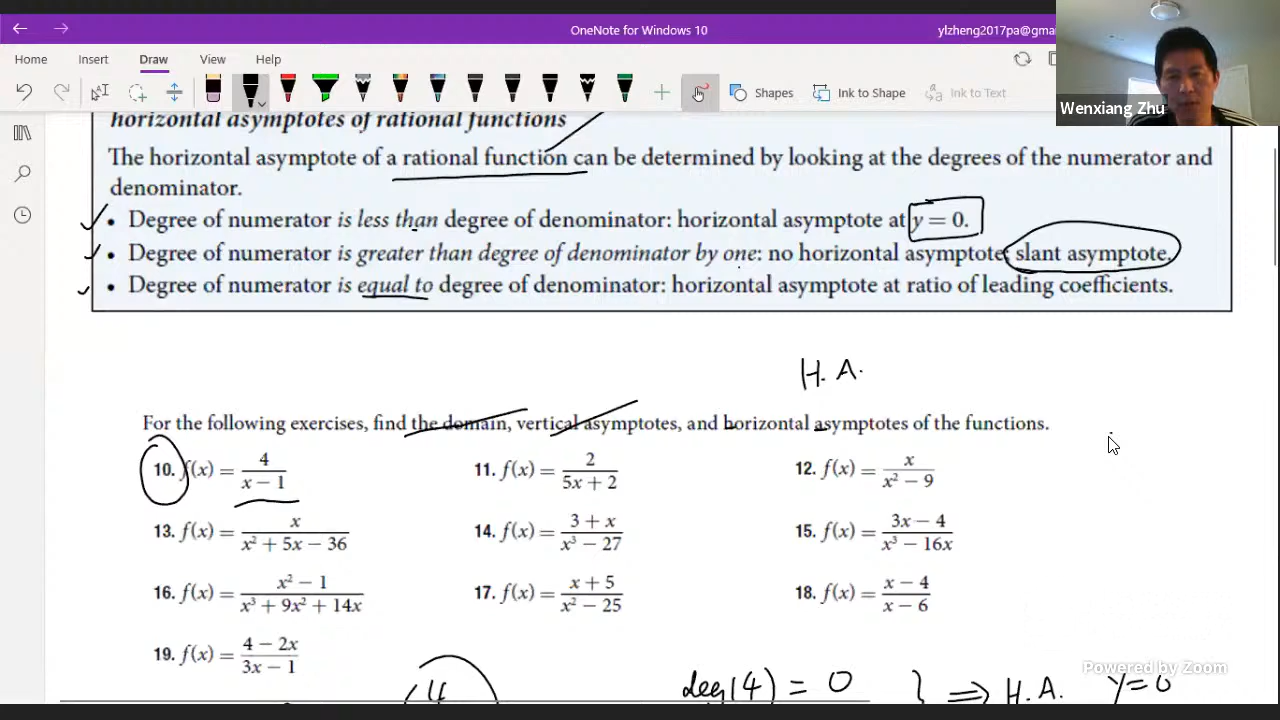 OneNote for Windows 10
ylzheng2017pa@gma
Home Insert Draw View Help
Shapes Ink to Shape Ink to Text
Wenxiang Zhu
horizontal asymptotes of rational functions
The horizontal asymptote of a rational function can be determined by looking at the degrees of the numerator and
denominator.
• Degree of numerator is less than degree of denominator: horizontal asymptote at y = 0.
• Degree of numerator is greater than degree of denominator by one: no horizontal asymptote; slant asymptote.
• Degree of numerator is equal to degree of denominator: horizontal asymptote at ratio of leading coefficients.
H. A.
For the following exercises, find the domain, vertical asymptotes, and horizontal asymptotes of the functions.
10. f(x) = 4 / (x − 1) 11. f(x) = 2 / (5x + 2) 12. f(x) = x / (x² − 9)
13. f(x) = x / (x² + 5x − 36) 14. f(x) = (3 + x) / (x³ − 27) 15. f(x) = (3x − 4) / (x³ − 16x)
16. f(x) = (x² − 1) / (x³ + 9x² + 14x) 17. f(x) = (x + 5) / (x² − 25) 18. f(x) = (x − 4) / (x − 6)
19. f(x) = (4 − 2x) / (3x − 1)
Powered by Zoom
4 deg(4) = 0 } ⇒ H.A. y=0